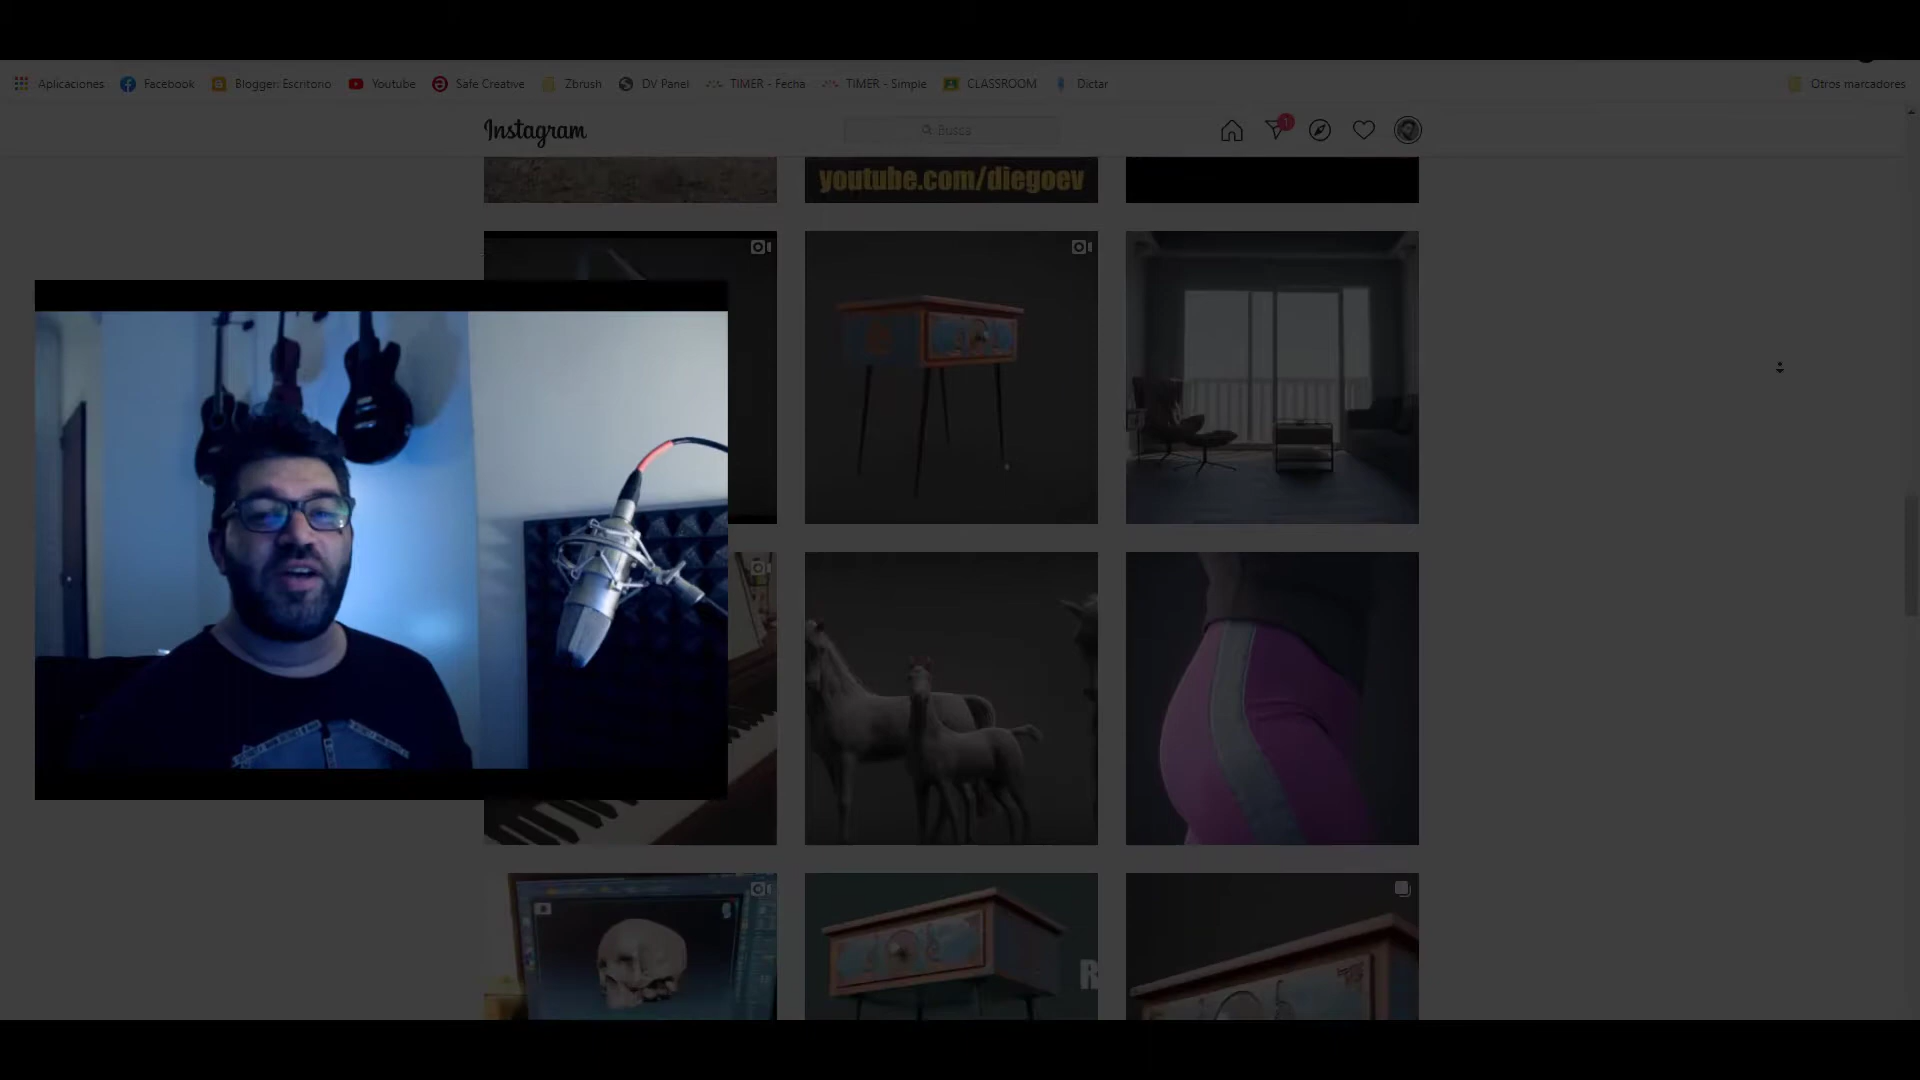 Aplicaciones Facebook Blogger: Escritorio Youtube Safe Creative Zbrush DV Panel TIMER - Fecha TIMER - Simple CLASSROOM Dictar Otros marcadores
Instagram Busca 1
youtube.com/diegoev
R